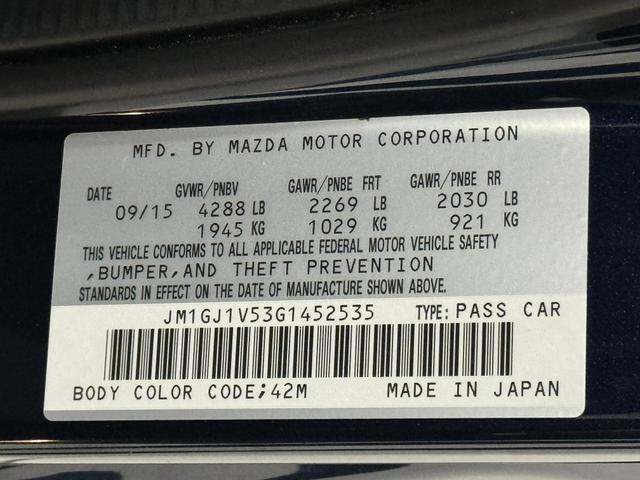 MFD. BY MAZDA MOTOR CORPORATION
DATE GVWR/PNBV GAWR/PNBE FRT GAWR/PNBE RR
09/15 4288 LB 2269 LB 2030 LB
1945 KG 1029 KG 921 KG
THIS VEHICLE CONFORMS TO ALL APPLICABLE FEDERAL MOTOR VEHICLE SAFETY
,BUMPER,AND THEFT PREVENTION
STANDARDS IN EFFECT ON THE DATE OF MANUFACTURE SHOWN ABOVE.
JM1GJ1V53G1452535 TYPE: PASS CAR
BODY COLOR CODE;42M MADE IN JAPAN